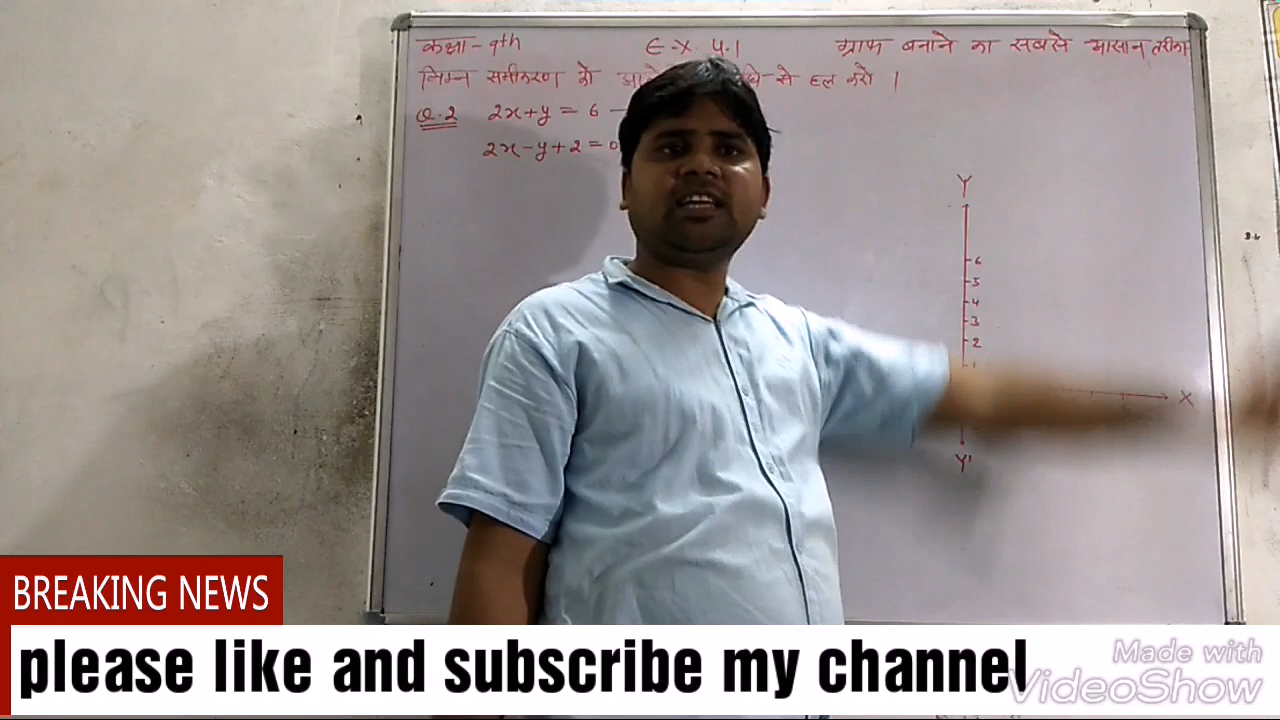 कक्षा - 9th E-X 4.1 ग्राफ बनाने का सबसे आसान तरीका
निम्न समीकरण को से हल करो ।
Q.2 2x+y = 6 -
2x-y+2=0
Y
6
5
4
3
2
1
X
Y'
BREAKING NEWS
please like and subscribe my channel
Made with
VideoShow